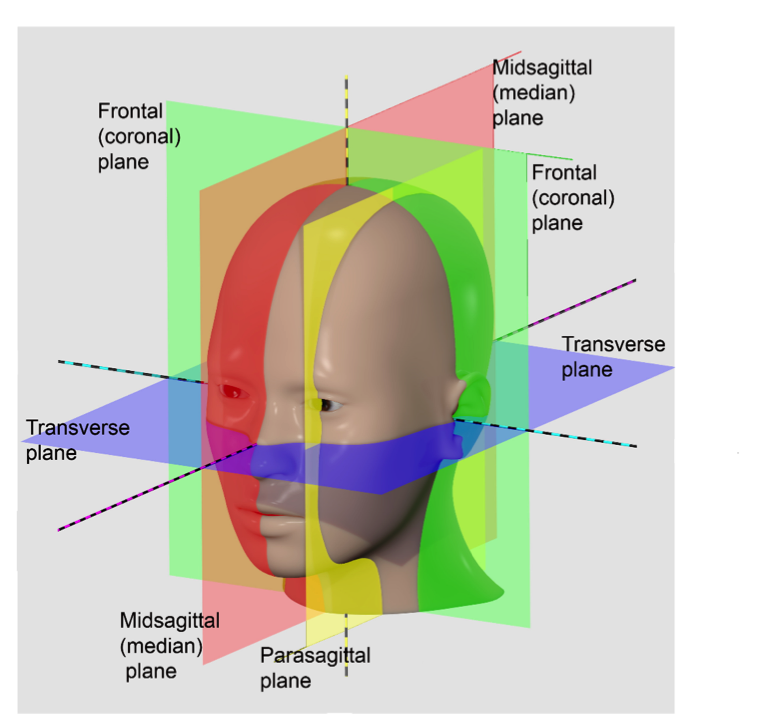 Midsagittal
(median)
plane
Frontal
(coronal)
plane
Frontal
(coronal)
plane
Transverse
plane
Transverse
plane
Midsagittal
(median)
plane
Parasagittal
plane